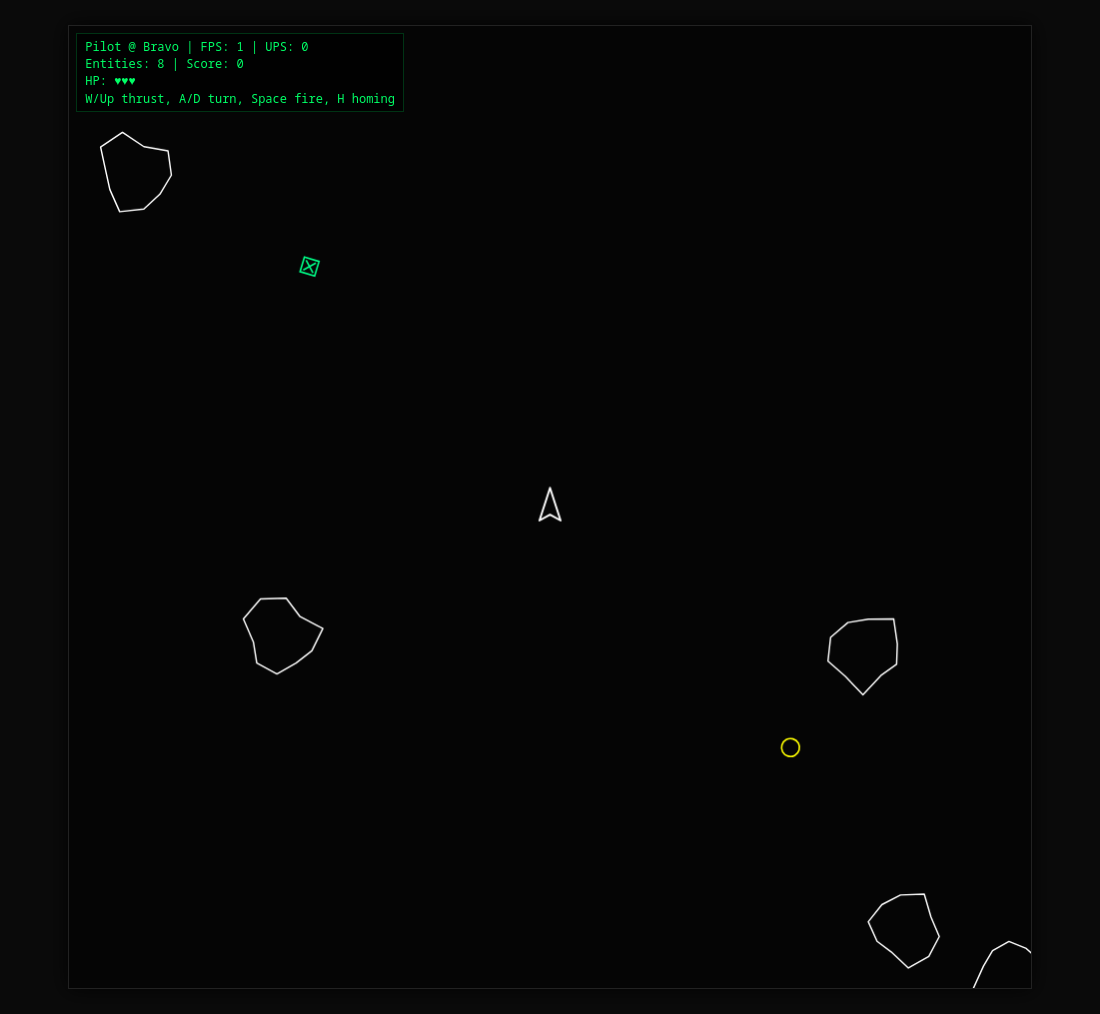 Pilot @ Bravo | FPS: 1 | UPS: 0
Entities: 8 | Score: 0
HP: ♥♥♥
W/Up thrust, A/D turn, Space fire, H homing